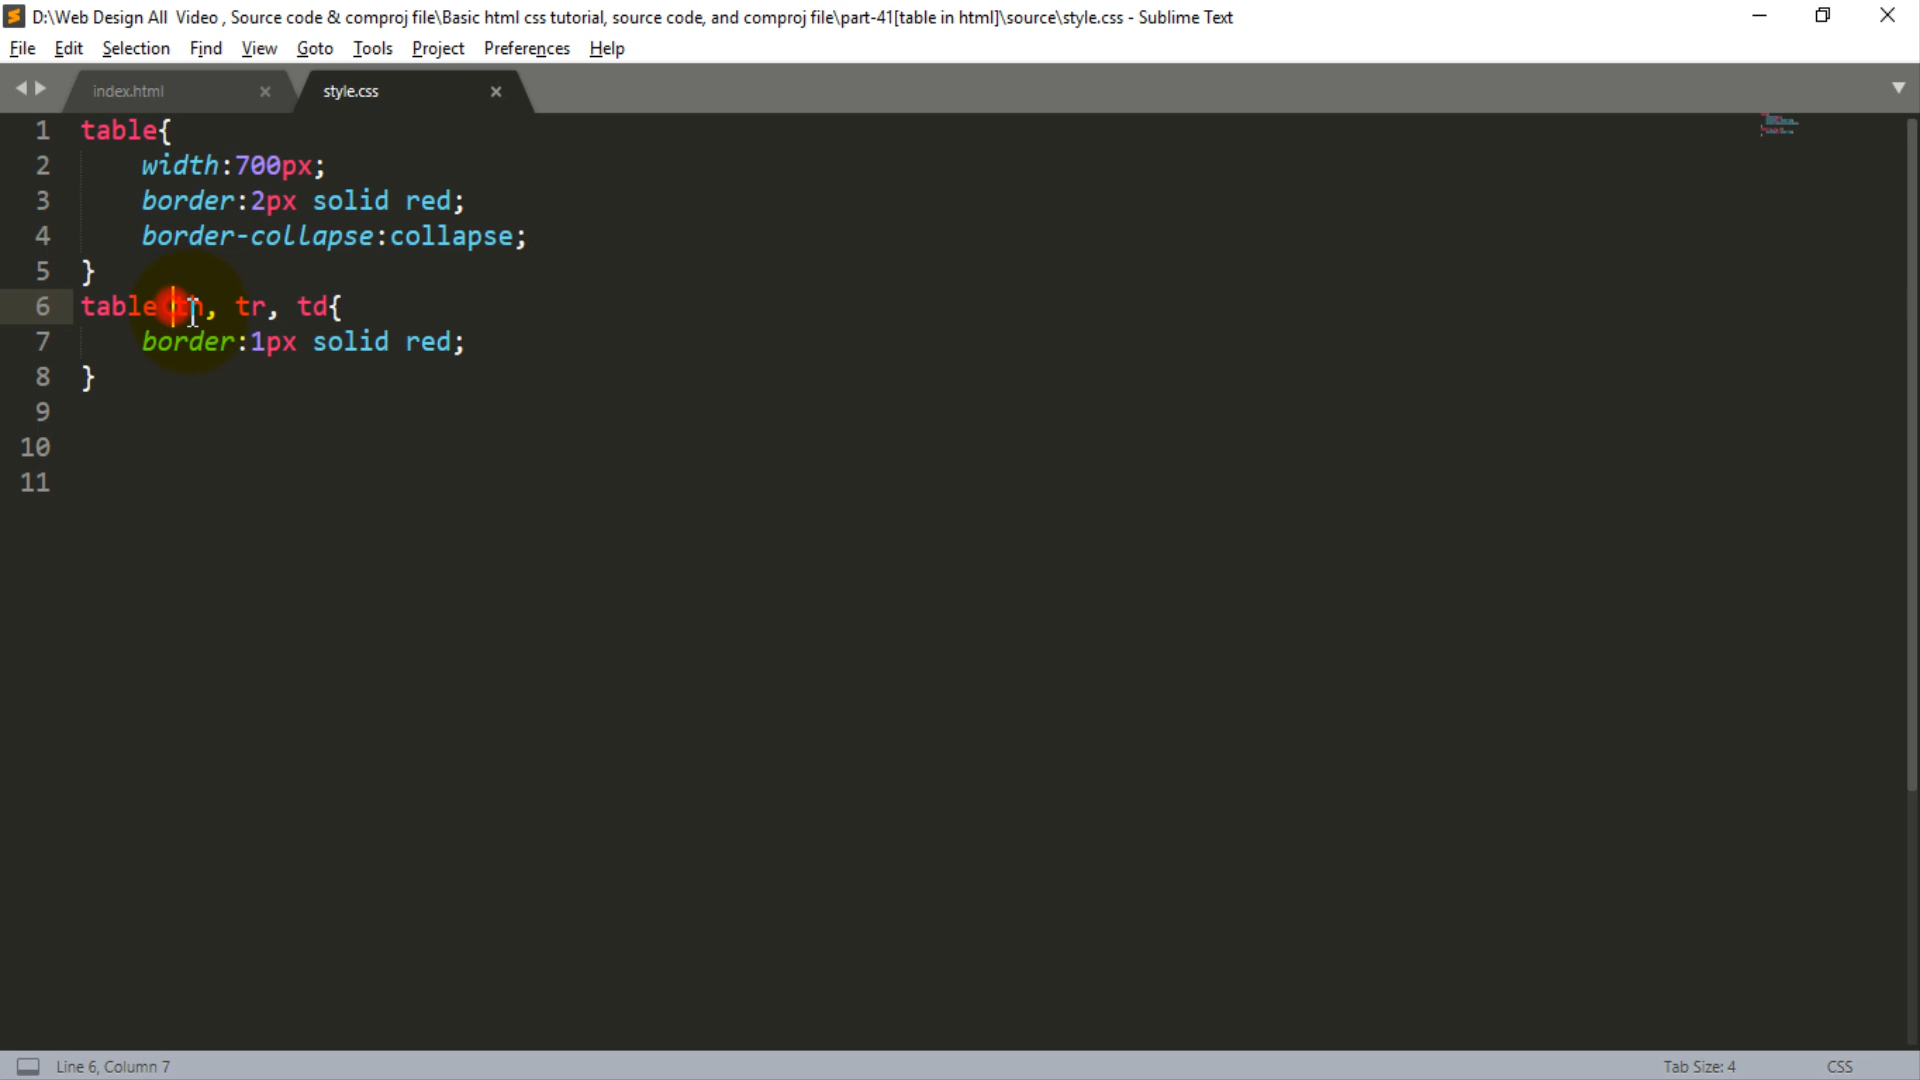 D:\Web Design All Video , Source code & comproj file\Basic html css tutorial, source code, and comproj file\part-41[table in html]\source\style.css - Sublime Text
File Edit Selection Find View Goto Tools Project Preferences Help
index.html style.css
1 table{
2 width:700px;
3 border:2px solid red;
4 border-collapse:collapse;
5 }
6 table th, tr, td{
7 border:1px solid red;
8 }
9
10
11
Line 6, Column 7 Tab Size: 4 CSS